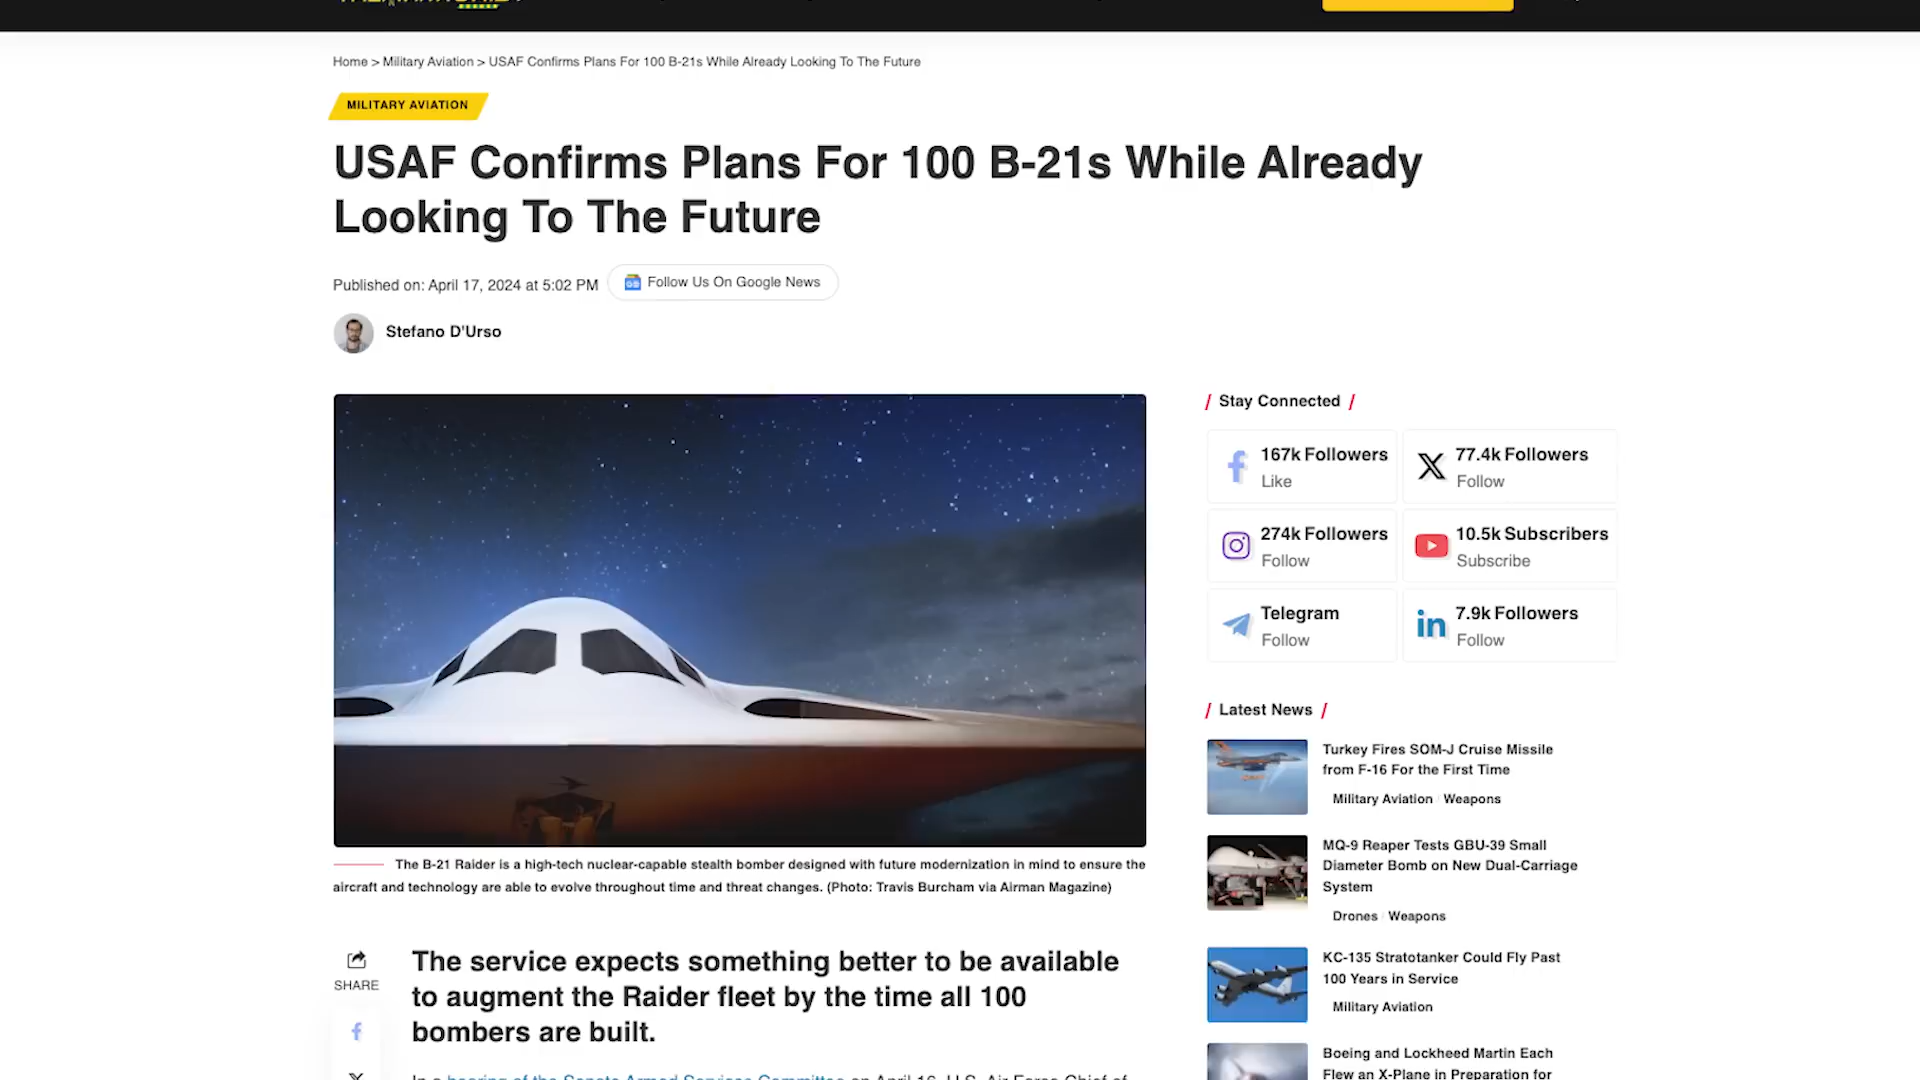 Home > Military Aviation > USAF Confirms Plans For 100 B-21s While Already Looking To The Future
MILITARY AVIATION
USAF Confirms Plans For 100 B-21s While Already
Looking To The Future
Published on: April 17, 2024 at 5:02 PM
Follow Us On Google News
Stefano D'Urso
The B-21 Raider is a high-tech nuclear-capable stealth bomber designed with future modernization in mind to ensure the
aircraft and technology are able to evolve throughout time and threat changes. (Photo: Travis Burcham via Airman Magazine)
SHARE
The service expects something better to be available
to augment the Raider fleet by the time all 100
bombers are built.
In a hearing of the Senate Armed Services Committee on April 16, U.S. Air Force Chief of
Stay Connected
167k Followers
Like
77.4k Followers
Follow
274k Followers
Follow
10.5k Subscribers
Subscribe
Telegram
Follow
7.9k Followers
Follow
Latest News
Turkey Fires SOM-J Cruise Missile
from F-16 For the First Time
Military Aviation Weapons
MQ-9 Reaper Tests GBU-39 Small
Diameter Bomb on New Dual-Carriage
System
Drones Weapons
KC-135 Stratotanker Could Fly Past
100 Years in Service
Military Aviation
Boeing and Lockheed Martin Each
Flew an X-Plane in Preparation for